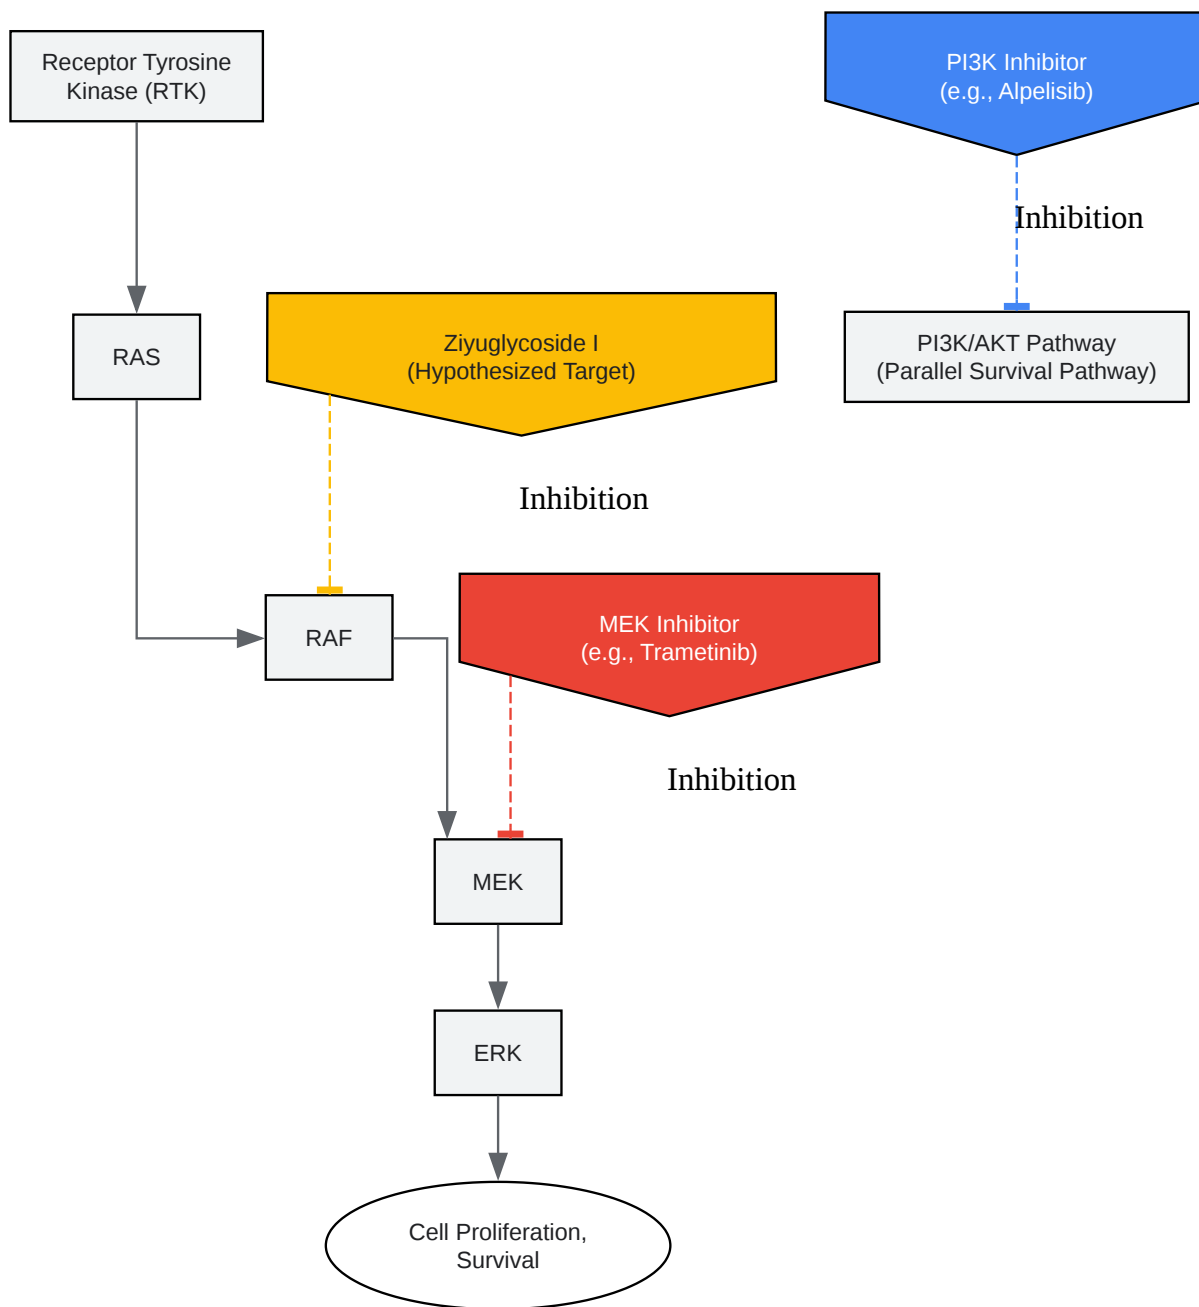 Receptor Tyrosine
Kinase (RTK)
PI3K Inhibitor
(e.g., Alpelisib)
Inhibition
RAS
Ziyuglycoside I
(Hypothesized Target)
PI3K/AKT Pathway
(Parallel Survival Pathway)
Inhibition
RAF
MEK Inhibitor
(e.g., Trametinib)
Inhibition
MEK
ERK
Cell Proliferation,
Survival